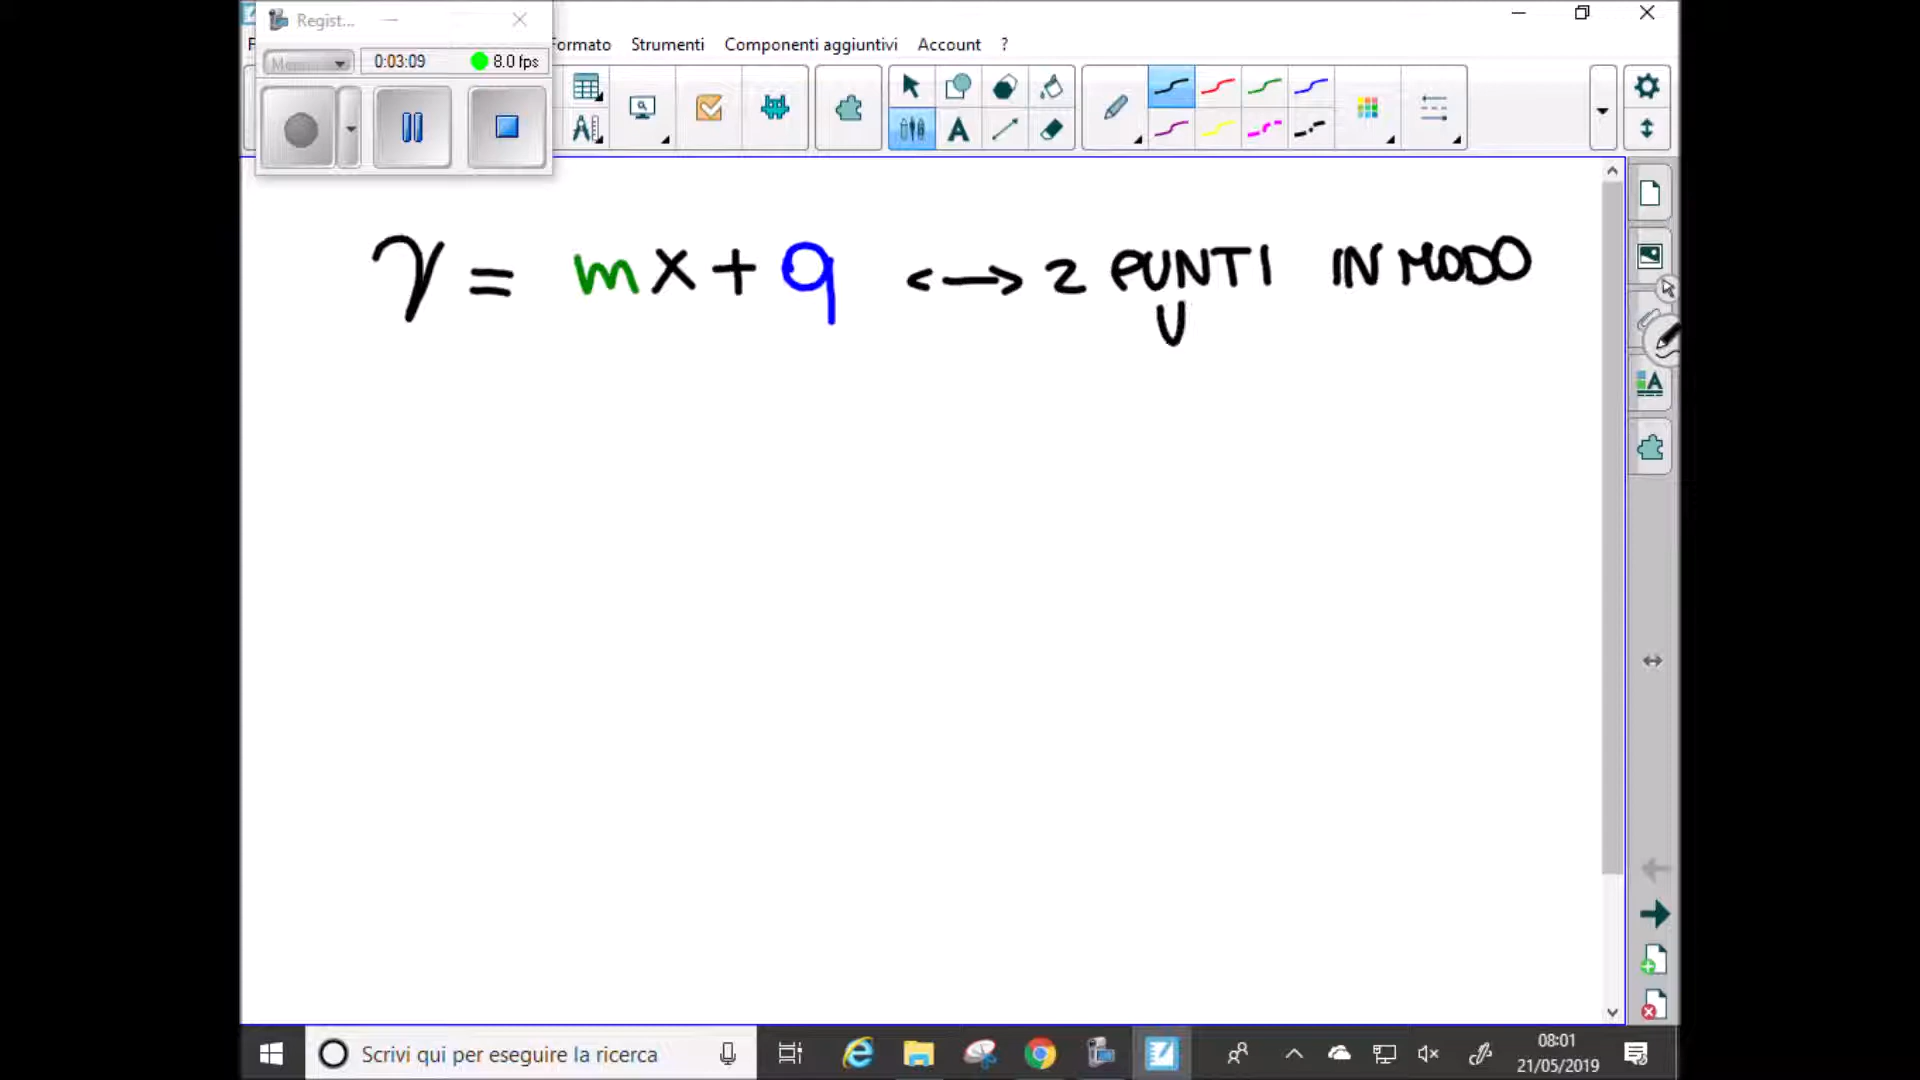 Regist...
Formato Strumenti Componenti aggiuntivi Account ?
0:03:09 8.0 fps
y = mx + q <-> 2 PUNTI IN MODO
U
Scrivi qui per eseguire la ricerca
08:01
21/05/2019